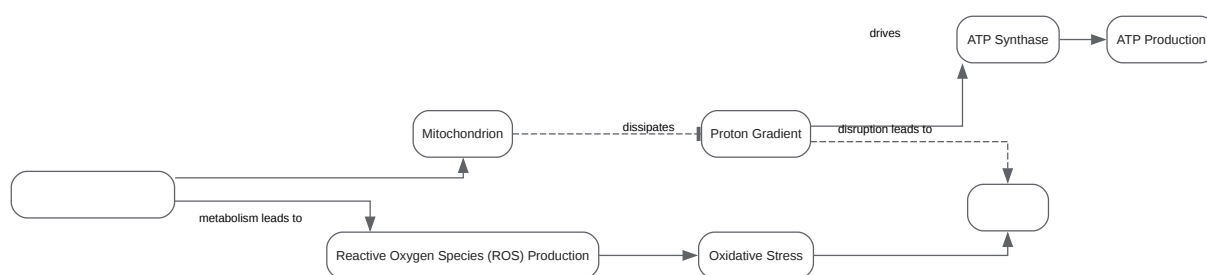 drives
ATP Synthase
ATP Production
Mitochondrion
dissipates
Proton Gradient
disruption leads to
metabolism leads to
Reactive Oxygen Species (ROS) Production
Oxidative Stress